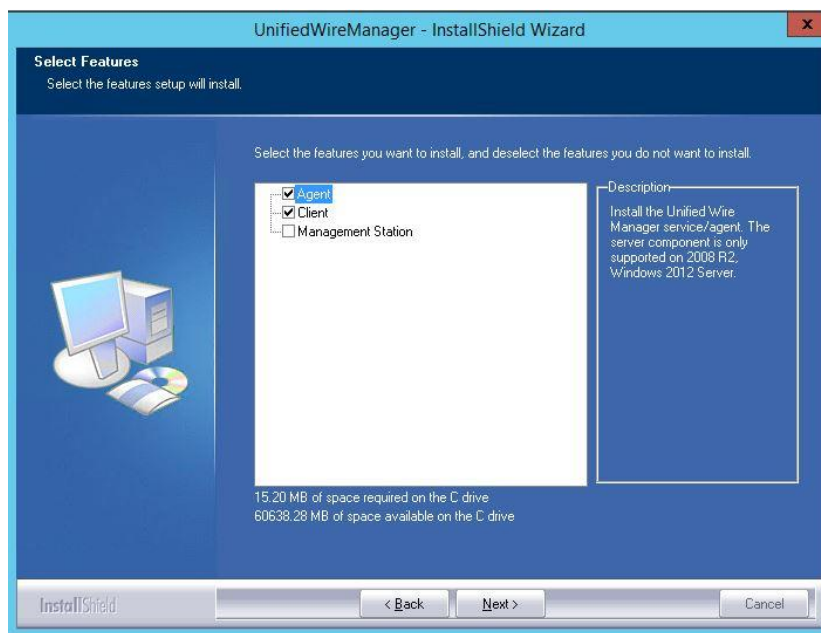 UnifiedWireManager - InstallShield Wizard
x
Select Features
Select the features setup will install.
Select the features you want to install, and deselect the features you do not want to install.
Agent
Client
Management Station
Description
Install the Unified Wire
Manager service/agent. The
server component is only
supported on 2008 R2,
Windows 2012 Server.
15.20 MB of space required on the C drive
60638.28 MB of space available on the C drive
InstallShield
< Back
Next >
Cancel